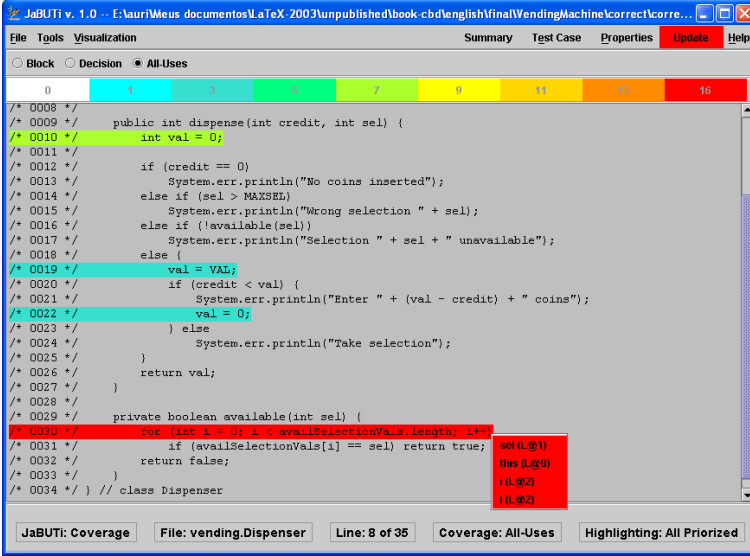 JaBUTi v. 1.0 -- E:\auri\Meus documentos\LaTeX-2003\unpublished\book-cbd\english\final\VendingMachine\correct\corre...
File Tools Visualization Summary Test Case Properties Update Help
Block Decision All-Uses
0 1 3 5 7 9 11 13 16
/* 0008 */
/* 0009 */ public int dispense(int credit, int sel) {
/* 0010 */ int val = 0;
/* 0011 */
/* 0012 */ if (credit == 0)
/* 0013 */ System.err.println("No coins inserted");
/* 0014 */ else if (sel > MAXSEL)
/* 0015 */ System.err.println("Wrong selection " + sel);
/* 0016 */ else if (!available(sel))
/* 0017 */ System.err.println("Selection " + sel + " unavailable");
/* 0018 */ else {
/* 0019 */ val = VAL;
/* 0020 */ if (credit < val) {
/* 0021 */ System.err.println("Enter " + (val - credit) + " coins");
/* 0022 */ val = 0;
/* 0023 */ } else
/* 0024 */ System.err.println("Take selection");
/* 0025 */ }
/* 0026 */ return val;
/* 0027 */ }
/* 0028 */
/* 0029 */ private boolean available(int sel) {
/* 0030 */ for (int i = 0; i < availSelectionVals.length; i++)
/* 0031 */ if (availSelectionVals[i] == sel) return true;
/* 0032 */ return false;
/* 0033 */ }
/* 0034 */ } // class Dispenser
sel (L@1)
this (L@0)
i (L@2)
i (L@2)
JaBUTi: Coverage File: vending.Dispenser Line: 8 of 35 Coverage: All-Uses Highlighting: All Priorized